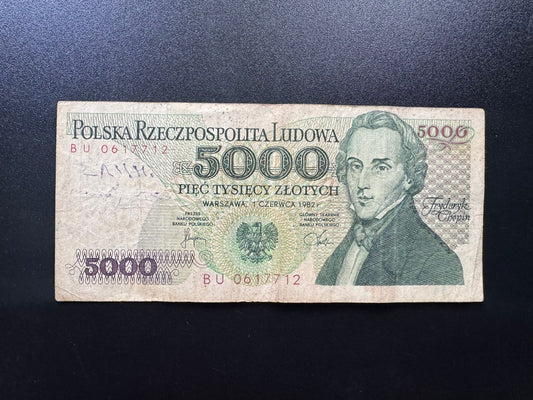 POLSKA RZECZPOSPOLITA LUDOWA
5000
BU 0617712
5000
PIĘĆ TYSIĘCY ZŁOTYCH
WARSZAWA, 1 CZERWCA 1982 r.
PREZES
NARODOWEGO
BANKU POLSKIEGO
GŁÓWNY SKARBNIK
NARODOWEGO
BANKU POLSKIEGO
Fryderyk
Chopin
5000
BU 0617712